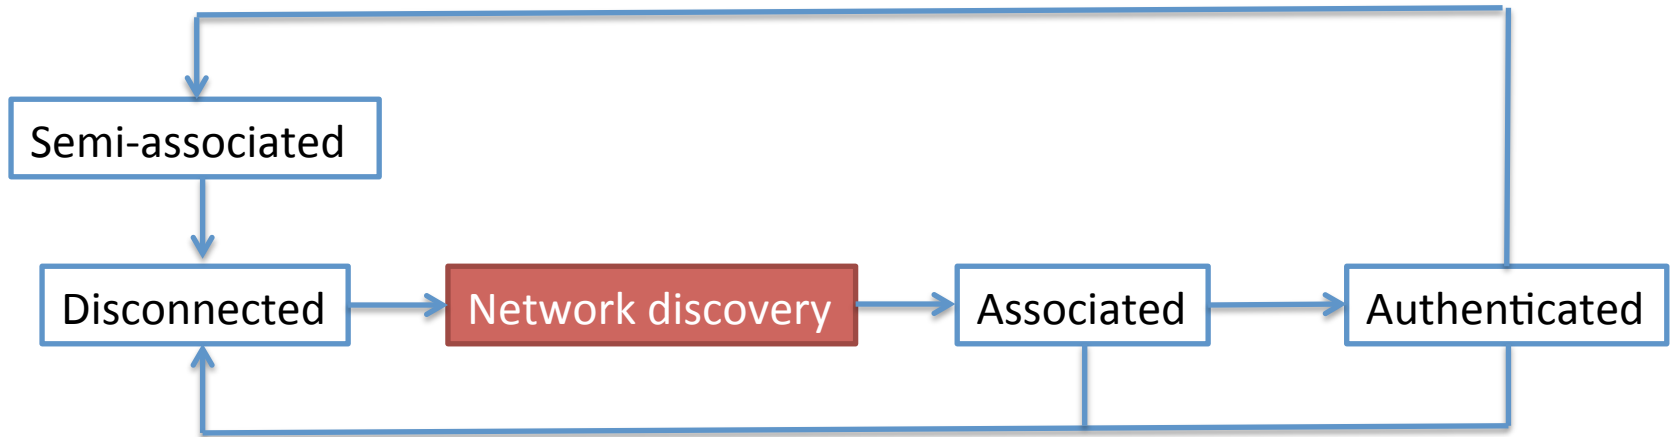 Semi-associated
Disconnected
Network discovery
Associated
Authenticated